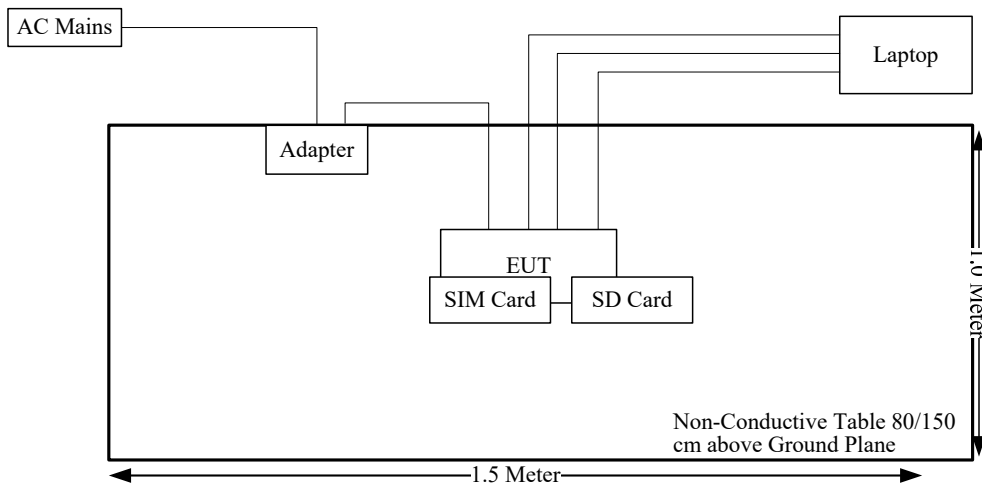 AC Mains
Laptop
Adapter
EUT
SIM Card
SD Card
1.0 Meter
Non-Conductive Table 80/150
cm above Ground Plane
1.5 Meter